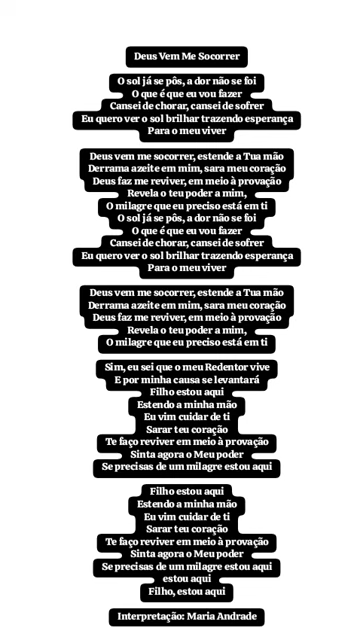 Deus Vem Me Socorrer
O sol já se pôs, a dor não se foi
O que é que eu vou fazer
Cansei de chorar, cansei de sofrer
Eu quero ver o sol brilhar trazendo esperança
Para o meu viver
Deus vem me socorrer, estende a Tua mão
Derrama azeite em mim, sara meu coração
Deus faz me reviver, em meio à provação
Revela o teu poder a mim,
O milagre que eu preciso está em ti
O sol já se pôs, a dor não se foi
O que é que eu vou fazer
Cansei de chorar, cansei de sofrer
Eu quero ver o sol brilhar trazendo esperança
Para o meu viver
Deus vem me socorrer, estende a Tua mão
Derrama azeite em mim, sara meu coração
Deus faz me reviver, em meio à provação
Revela o teu poder a mim,
O milagre que eu preciso está em ti
Sim, eu sei que o meu Redentor vive
E por minha causa se levantará
Filho estou aqui
Estendo a minha mão
Eu vim cuidar de ti
Sarar teu coração
Te faço reviver em meio à provação
Sinta agora o Meu poder
Se precisas de um milagre estou aqui
Filho estou aqui
Estendo a minha mão
Eu vim cuidar de ti
Sarar teu coração
Te faço reviver em meio à provação
Sinta agora o Meu poder
Se precisas de um milagre estou aqui
estou aqui
Filho, estou aqui
Interpretação: Maria Andrade